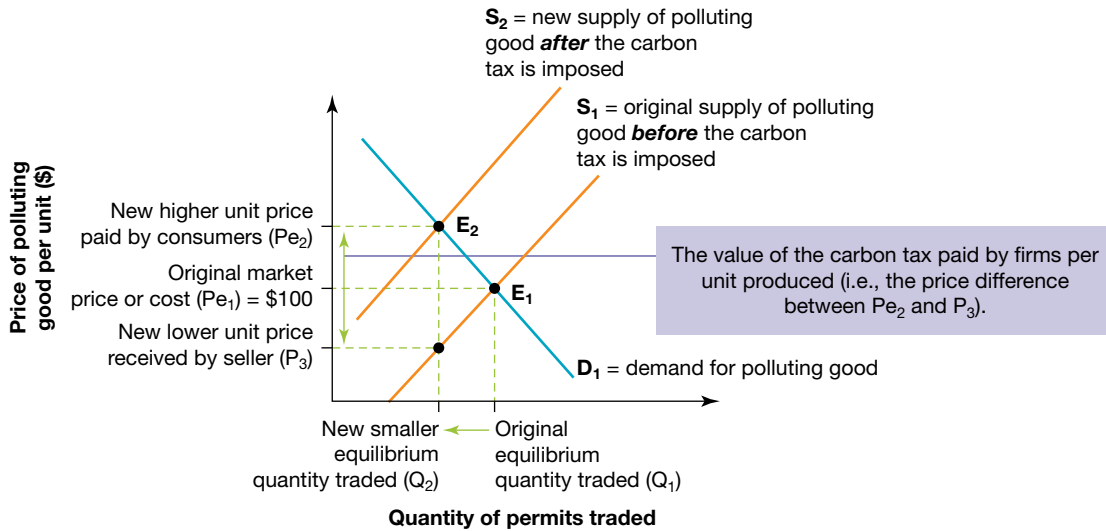 S₂ = new supply of polluting
good after the carbon
tax is imposed
S₁ = original supply of polluting
good before the carbon
tax is imposed
Price of polluting
good per unit ($)
New higher unit price
paid by consumers (Pe₂)
Original market
price or cost (Pe₁) = $100
New lower unit price
received by seller (P₃)
E₂
E₁
The value of the carbon tax paid by firms per
unit produced (i.e., the price difference
between Pe₂ and P₃).
D₁ = demand for polluting good
New smaller
equilibrium
quantity traded (Q₂)
Original
equilibrium
quantity traded (Q₁)
Quantity of permits traded